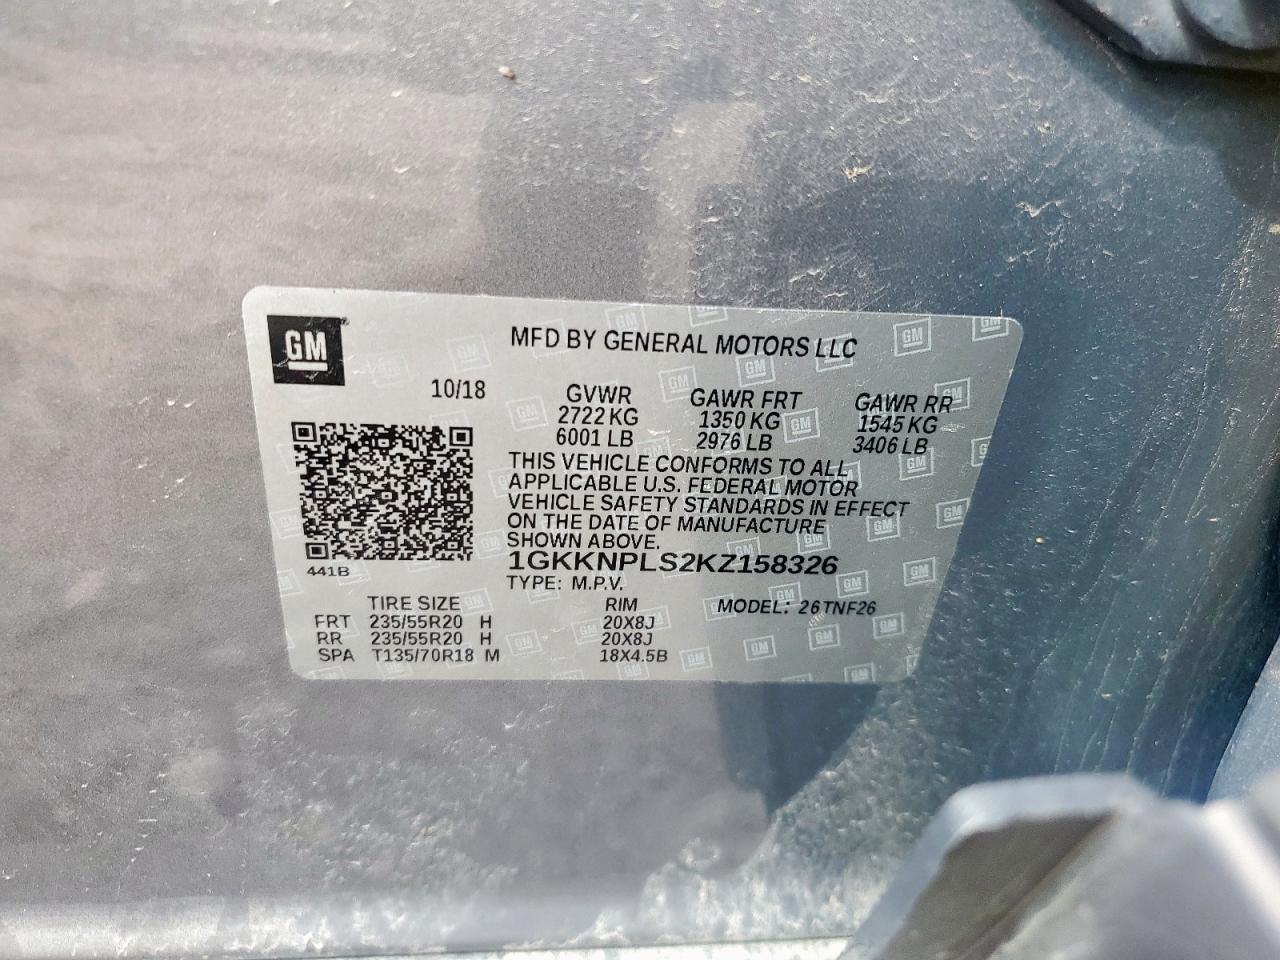 GM
MFD BY GENERAL MOTORS LLC
10/18
GVWR GAWR FRT GAWR RR
2722 KG 1350 KG 1545 KG
6001 LB 2976 LB 3406 LB
THIS VEHICLE CONFORMS TO ALL
APPLICABLE U.S. FEDERAL MOTOR
VEHICLE SAFETY STANDARDS IN EFFECT
ON THE DATE OF MANUFACTURE
SHOWN ABOVE.
1GKKNPLS2KZ158326
441B
TYPE: M.P.V.
TIRE SIZE RIM MODEL: 26TNF26
FRT 235/55R20 H 20X8J
RR 235/55R20 H 20X8J
SPA T135/70R18 M 18X4.5B